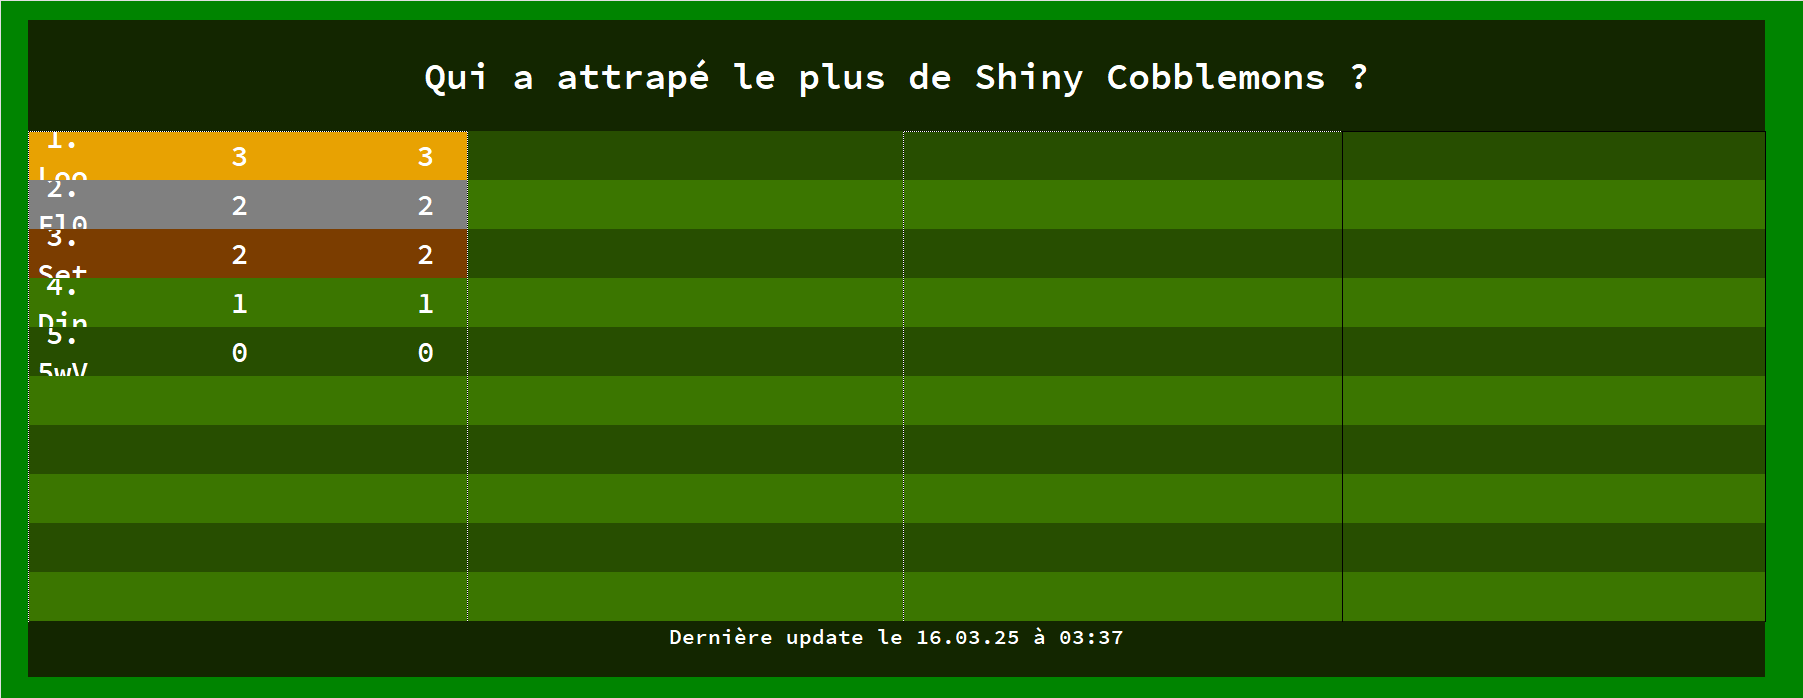 Qui a attrapé le plus de Shiny Cobblemons ?
1.
Loo 3 3
2.
El0 2 2
3.
Set 2 2
4.
Din 1 1
5.
5wV 0 0
Dernière update le 16.03.25 à 03:37